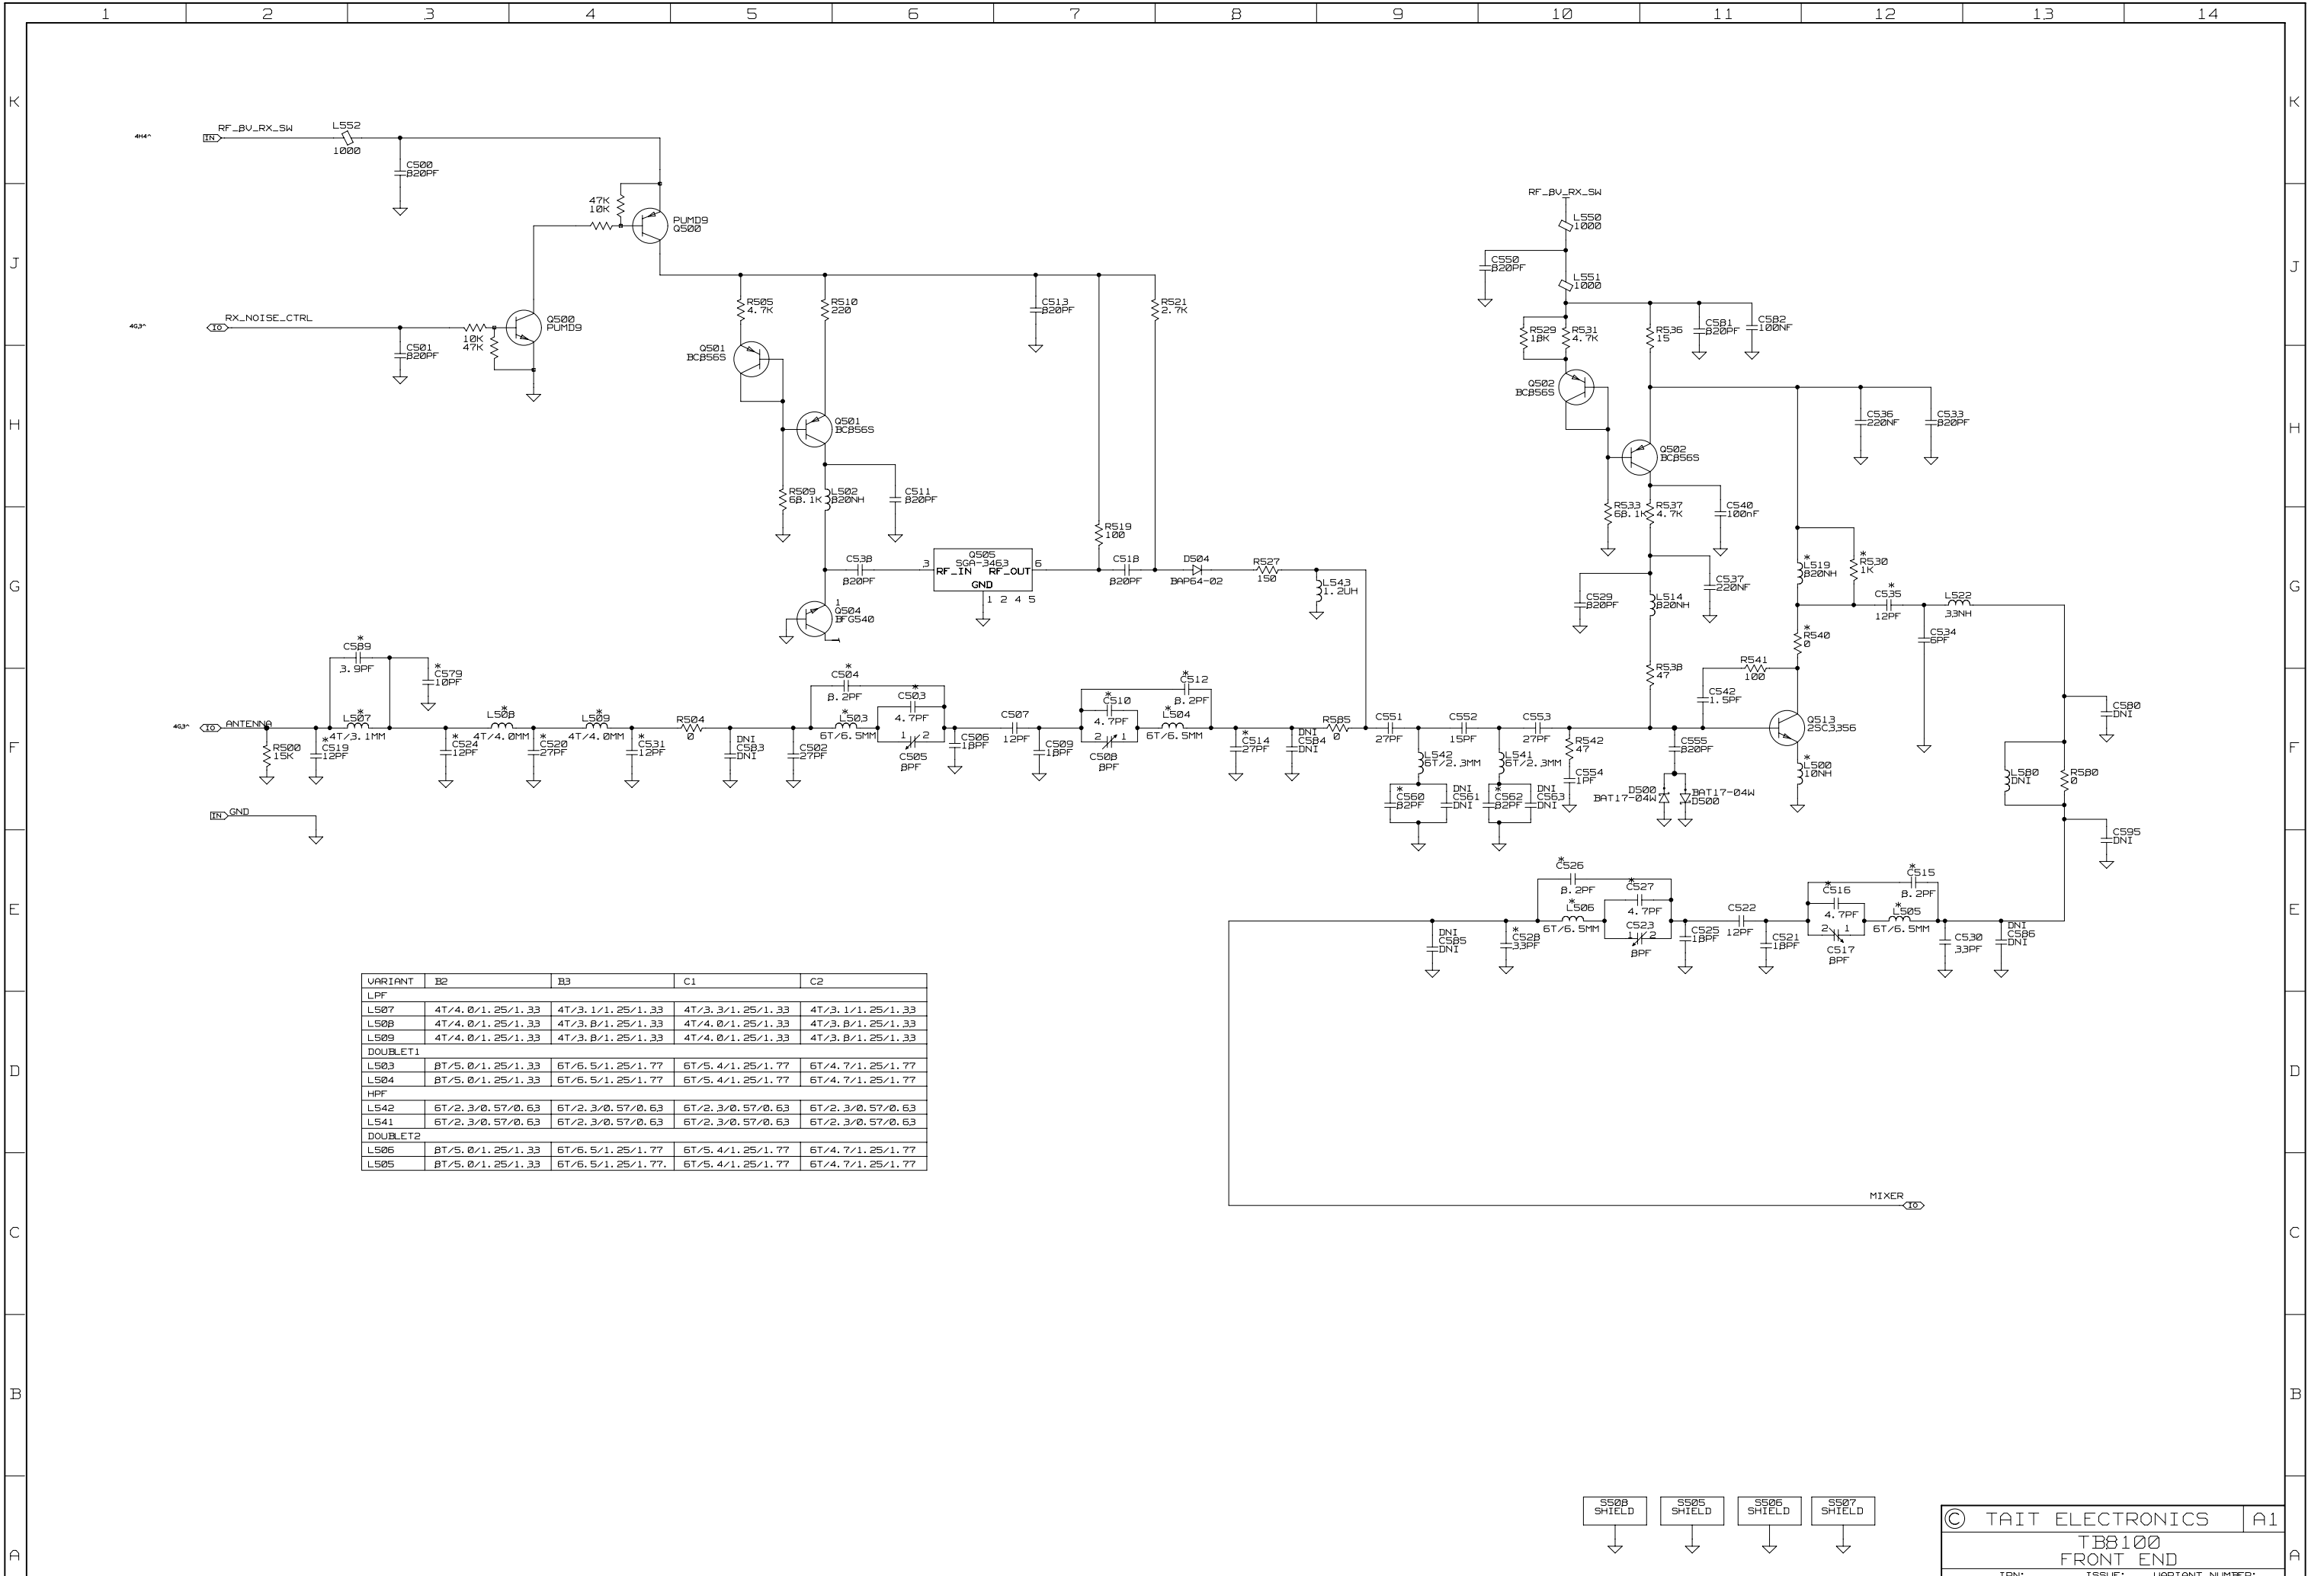 1 2 3 4 5 6 7 8 9 10 11 12 13 14
K K
RF_8V_RX_SW
L552
1000
4H4^
IN
C500
820PF
47K
10K
PUMD9
Q500
RF_8V_RX_SW
L550
1000
J J
C550
820PF
L551
1000
RX_NOISE_CTRL
4G3^
IO
C501
820PF
10K
47K
Q500
PUMD9
R505
4.7K
R510
220
C513
820PF
R521
2.7K
Q501
BC856S
R529
18K
R531
4.7K
R536
15
C581
820PF
C582
100NF
Q502
BC856S
H H
Q501
BC856S
C536
220NF
C533
820PF
Q502
BC856S
R509
68.1K
L502
820NH
C511
820PF
R519
100
R533
68.1K
R537
4.7K
C540
100nF
G G
C538
820PF
3
Q505
SGA-3463
RF_IN RF_OUT
GND
6
1 2 4 5
C518
820PF
D504
BAP64-02
R527
150
L543
1.2UH
1
Q504
BFG540
C529
820PF
L514
820NH
C537
220NF
*
L519
820NH
*
R530
1K
*
C535
12PF
L522
33NH
C534
6PF
*
R540
0
*
C589
3.9PF
*
C579
10PF
*
C504
8.2PF
*
C503
4.7PF
*
C512
8.2PF
*
C510
4.7PF
R538
47
R541
100
C542
1.5PF
C580
DNI
F F
4G3^
IO
ANTENNA
R500
15K
*
C519
12PF
*
L507
4T/3.1MM
*
C524
12PF
*
L508
4T/4.0MM
*
C520
27PF
*
L509
4T/4.0MM
*
C531
12PF
R504
0
DNI
C583
DNI
C502
27PF
*
L503
6T/6.5MM
1 2
C505
8PF
C506
18PF
C507
12PF
C509
18PF
2 1
C508
8PF
*
L504
6T/6.5MM
*
C514
27PF
DNI
C584
DNI
R585
0
C551
27PF
C552
15PF
C553
27PF
L542
6T/2.3MM
*
L541
6T/2.3MM
R542
47
C554
1PF
*
C560
82PF
DNI
C561
DNI
*
C562
82PF
DNI
C563
DNI
C555
820PF
D500
BAT17-04W
BAT17-04W
D500
Q513
2SC3356
*
L500
10NH
L580
DNI
R580
0
IN
GND
C595
DNI
E E
*
C526
8.2PF
*
C527
4.7PF
*
L506
6T/6.5MM
C523
1 2
8PF
*
C515
8.2PF
*
C516
4.7PF
*
L505
6T/6.5MM
2 1
C517
8PF
DNI
C585
DNI
*
C528
33PF
C525
18PF
C522
12PF
C521
18PF
C530
33PF
DNI
C586
DNI
D D
VARIANT B2 B3 C1 C2
LPF
L507 4T/4.0/1.25/1.33 4T/3.1/1.25/1.33 4T/3.3/1.25/1.33 4T/3.1/1.25/1.33
L508 4T/4.0/1.25/1.33 4T/3.8/1.25/1.33 4T/4.0/1.25/1.33 4T/3.8/1.25/1.33
L509 4T/4.0/1.25/1.33 4T/3.8/1.25/1.33 4T/4.0/1.25/1.33 4T/3.8/1.25/1.33
DOUBLET1
L503 8T/5.0/1.25/1.33 6T/6.5/1.25/1.77 6T/5.4/1.25/1.77 6T/4.7/1.25/1.77
L504 8T/5.0/1.25/1.33 6T/6.5/1.25/1.77 6T/5.4/1.25/1.77 6T/4.7/1.25/1.77
HPF
L542 6T/2.3/0.57/0.63 6T/2.3/0.57/0.63 6T/2.3/0.57/0.63 6T/2.3/0.57/0.63
L541 6T/2.3/0.57/0.63 6T/2.3/0.57/0.63 6T/2.3/0.57/0.63 6T/2.3/0.57/0.63
DOUBLET2
L506 8T/5.0/1.25/1.33 6T/6.5/1.25/1.77 6T/5.4/1.25/1.77 6T/4.7/1.25/1.77
L505 8T/5.0/1.25/1.33 6T/6.5/1.25/1.77. 6T/5.4/1.25/1.77 6T/4.7/1.25/1.77
MIXER
IO
C C
B B
S508
SHIELD
S505
SHIELD
S506
SHIELD
S507
SHIELD
A A
© TAIT ELECTRONICS A1
TB8100
FRONT END
IPN: ISSUE: VARIANT NUMBER: